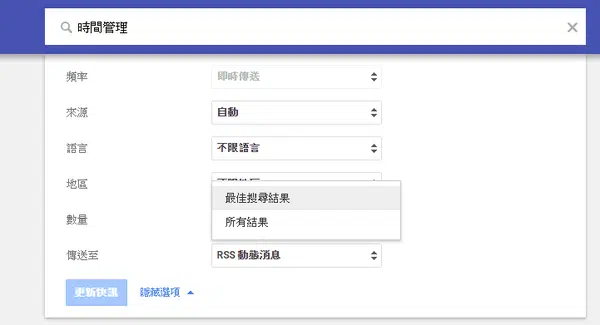 時間管理
頻率 即時傳送
來源 自動
語言 不限語言
地區
最佳搜尋結果
數量 所有結果
傳送至 RSS 動態消息
更新快訊 隱藏選項